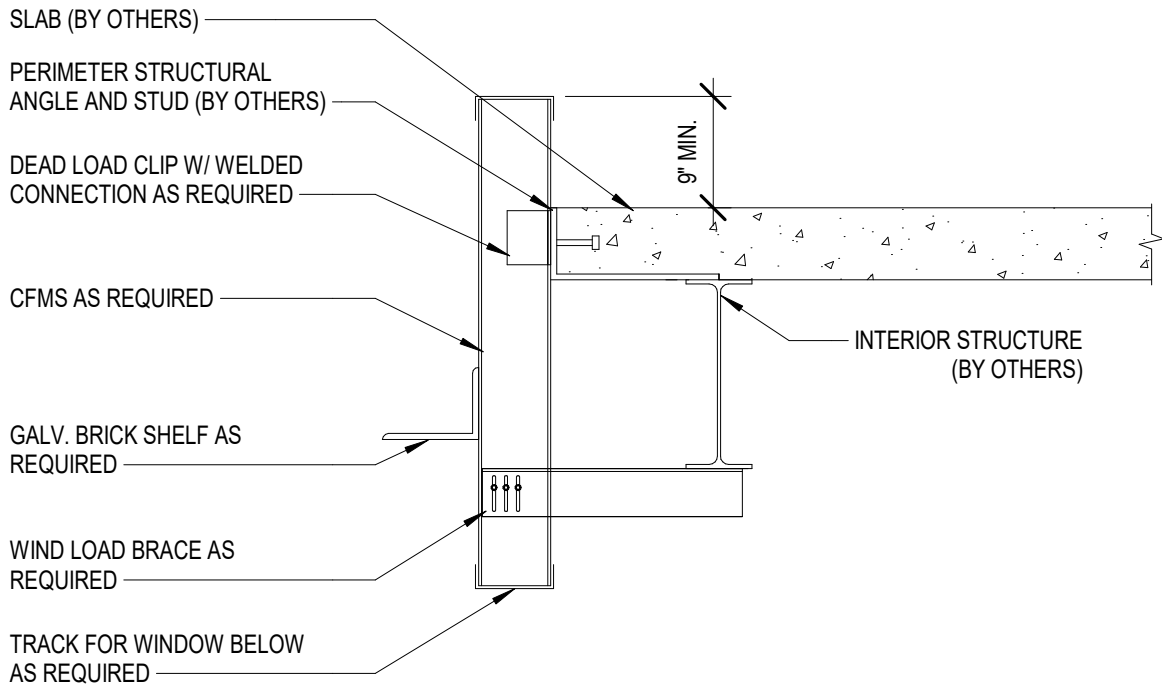 SLAB (BY OTHERS)
PERIMETER STRUCTURAL
ANGLE AND STUD (BY OTHERS)
DEAD LOAD CLIP W/ WELDED
CONNECTION AS REQUIRED
CFMS AS REQUIRED
GALV. BRICK SHELF AS
REQUIRED
WIND LOAD BRACE AS
REQUIRED
TRACK FOR WINDOW BELOW
AS REQUIRED
9" MIN.
INTERIOR STRUCTURE
(BY OTHERS)